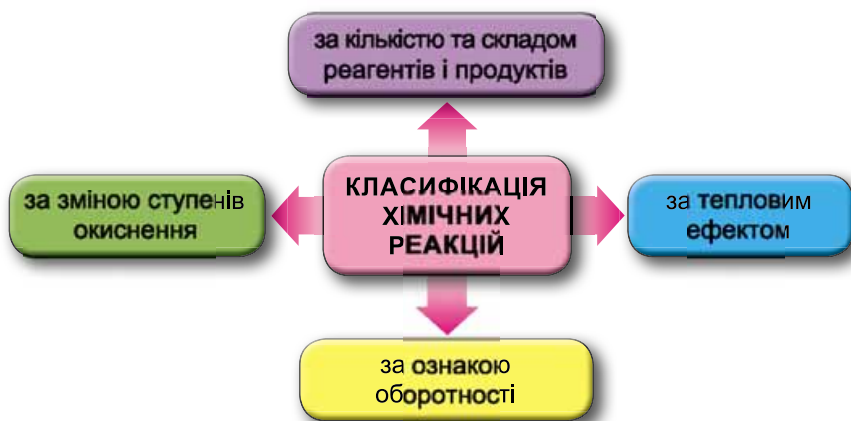 за кількістю та складом
реагентів і продуктів
за зміною ступенів
окиснення
КЛАСИФІКАЦІЯ
ХІМІЧНИХ
РЕАКЦІЙ
за тепловим
ефектом
за ознакою
оборотності